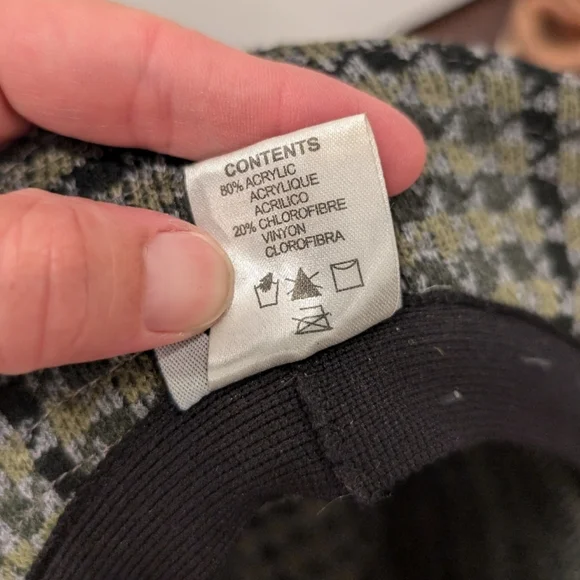 CONTENTS
80% ACRYLIC
ACRYLIQUE
ACRILICO
20% CHLOROFIBRE
VINYON
CLOROFIBRA